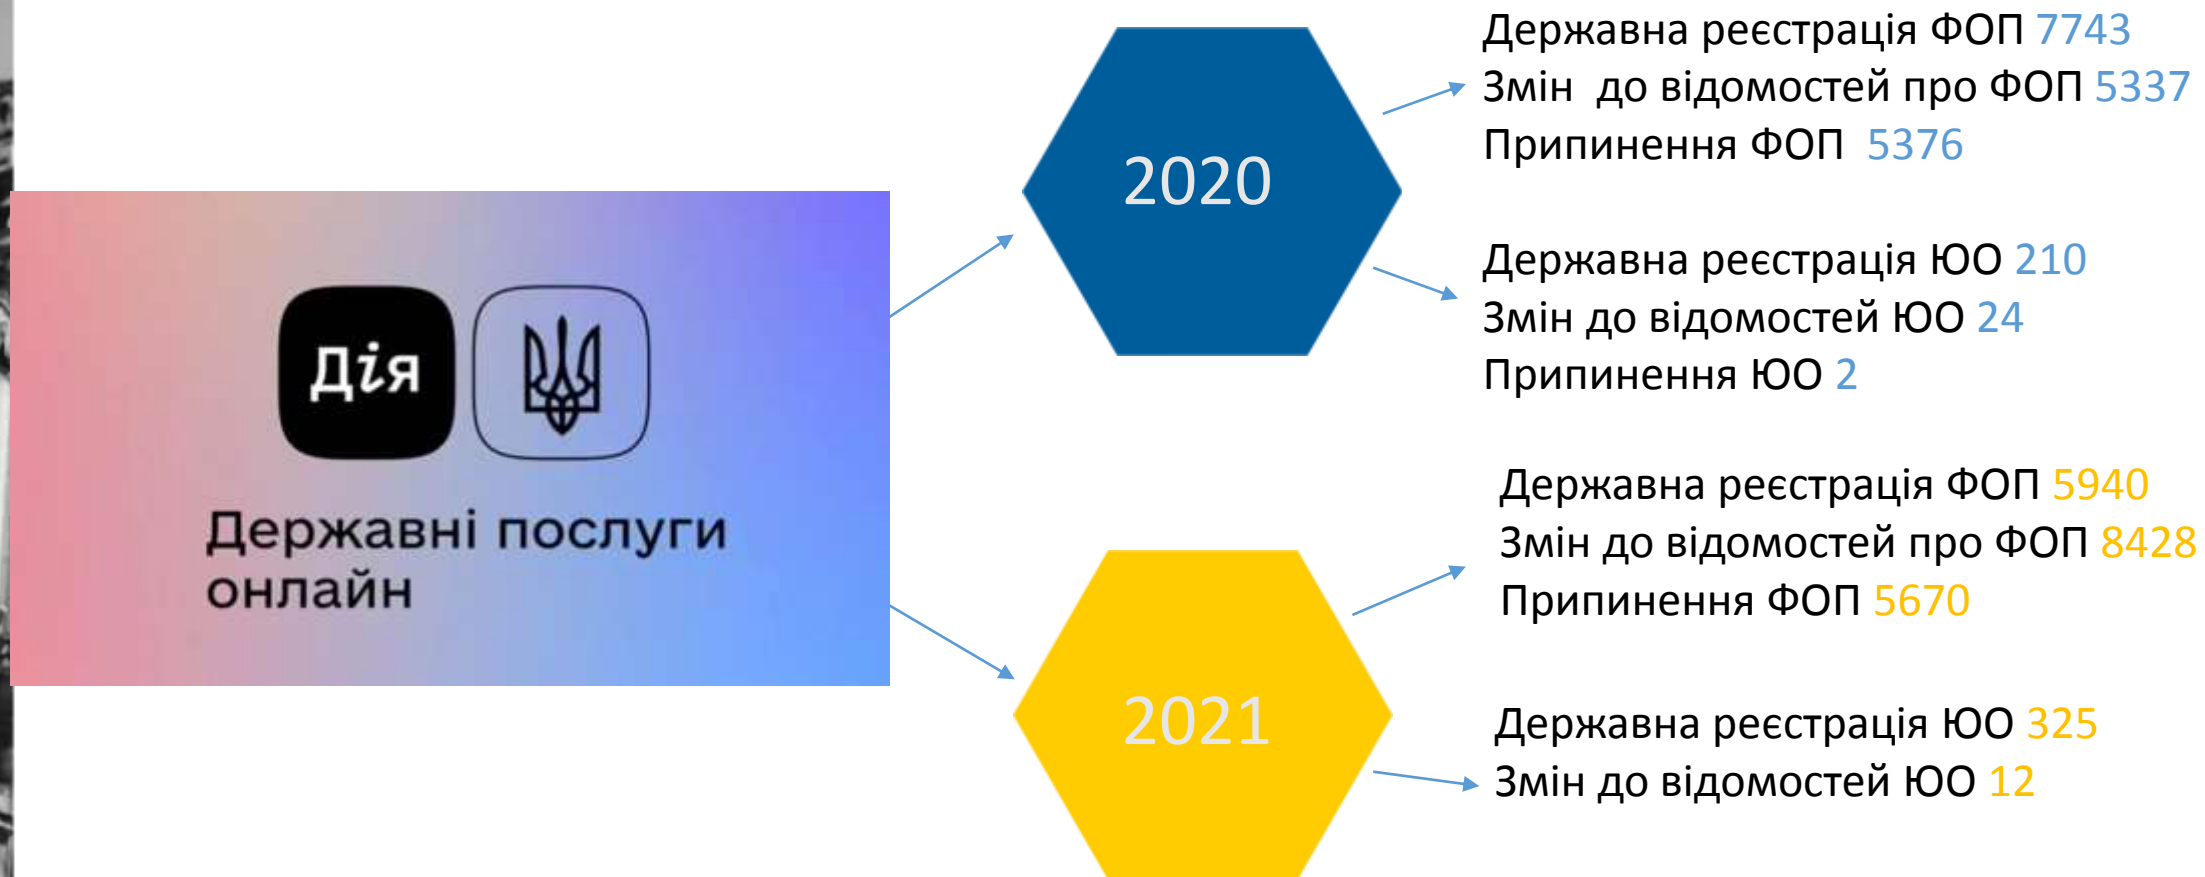 Дія
Державні послуги
онлайн
2020
Державна реєстрація ФОП 7743
Змін до відомостей про ФОП 5337
Припинення ФОП 5376
Державна реєстрація ЮО 210
Змін до відомостей ЮО 24
Припинення ЮО 2
2021
Державна реєстрація ФОП 5940
Змін до відомостей про ФОП 8428
Припинення ФОП 5670
Державна реєстрація ЮО 325
Змін до відомостей ЮО 12